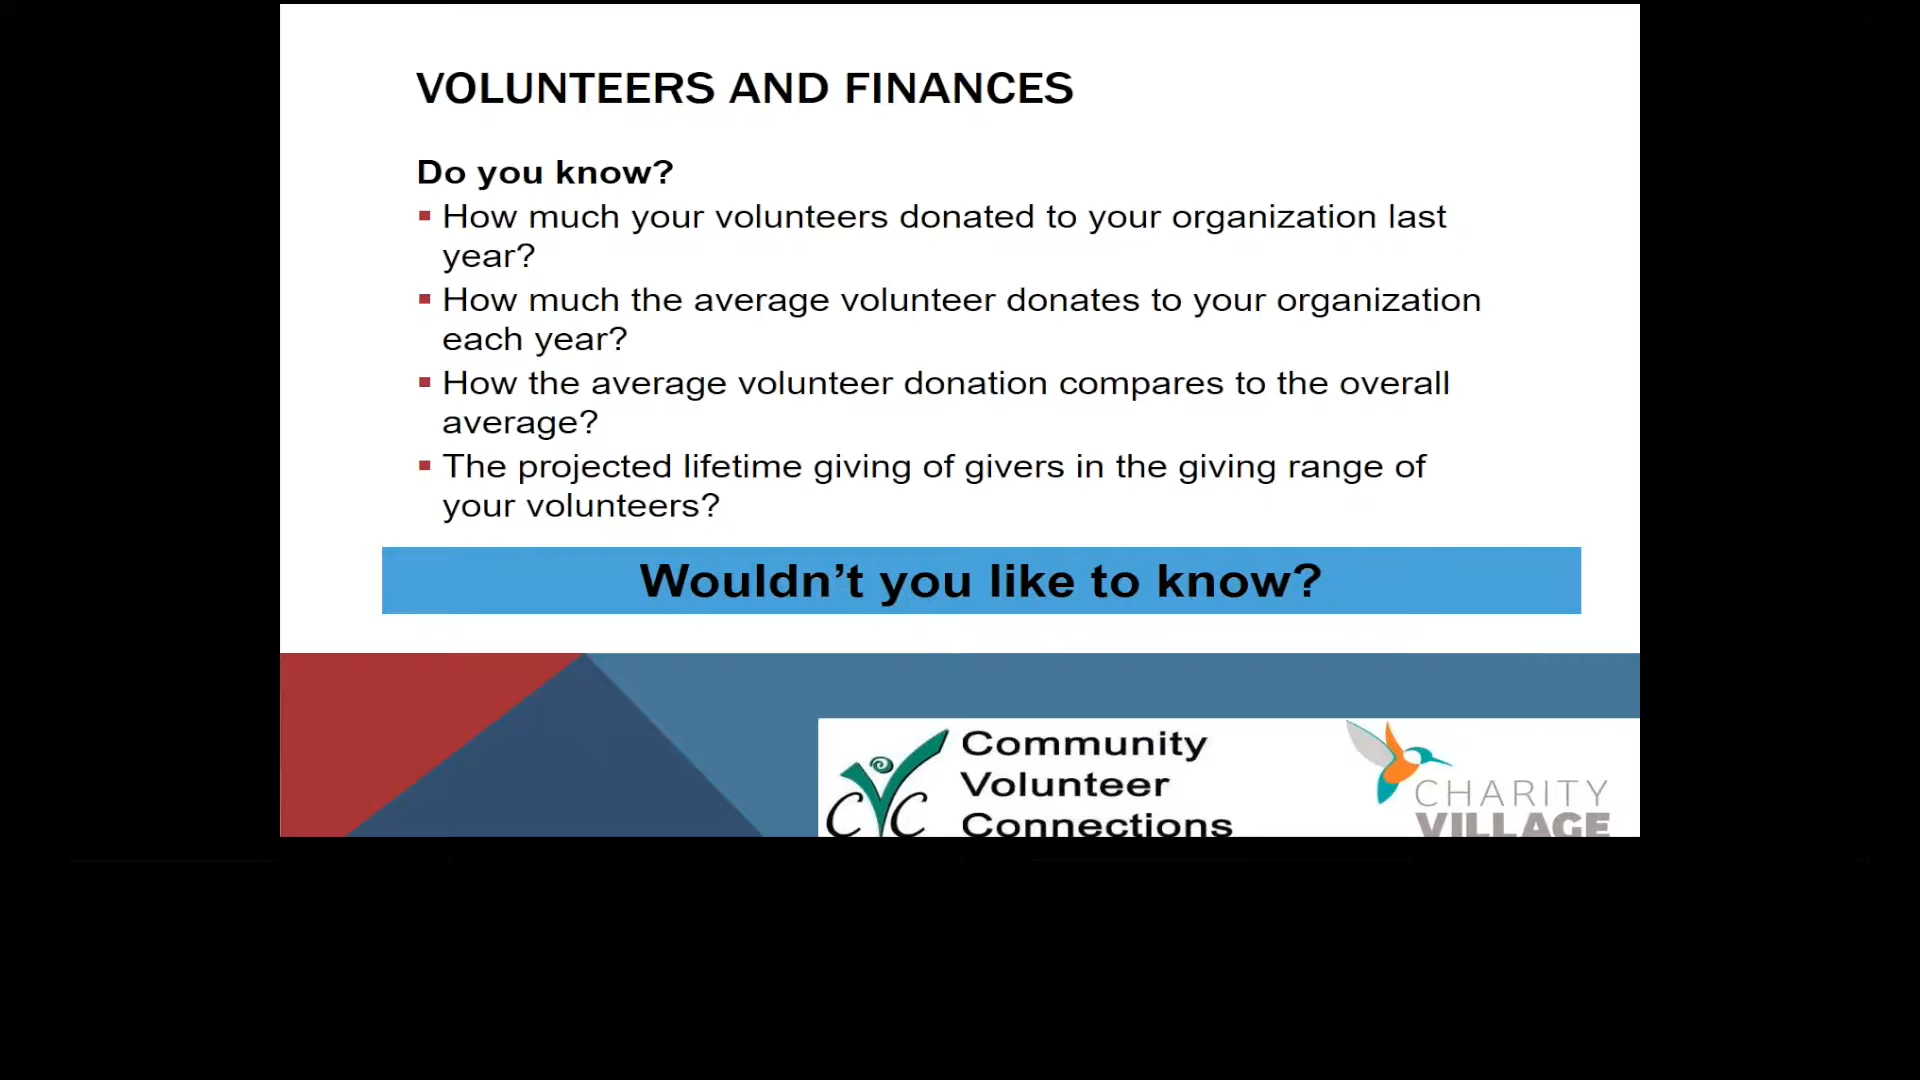 VOLUNTEERS AND FINANCES
Do you know?
How much your volunteers donated to your organization last
year?
How much the average volunteer donates to your organization
each year?
How the average volunteer donation compares to the overall
average?
The projected lifetime giving of givers in the giving range of
your volunteers?
Wouldn’t you like to know?
CVC
Community
Volunteer
Connections
CHARITY
VILLAGE